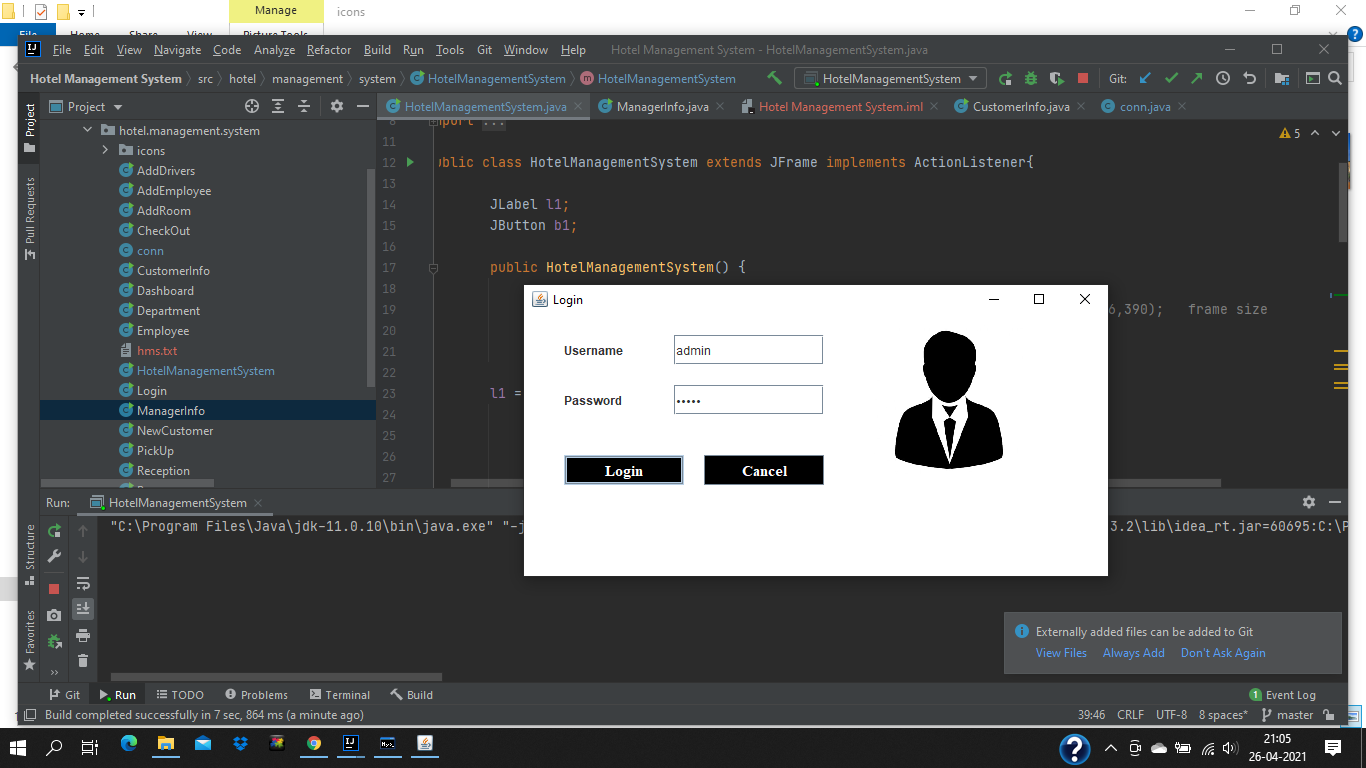 Manage
icons
File Home Share View Picture Tools
File Edit View Navigate Code Analyze Refactor Build Run Tools Git Window Help Hotel Management System - HotelManagementSystem.java
Hotel Management System src hotel management system HotelManagementSystem HotelManagementSystem HotelManagementSystem Git:
Project HotelManagementSystem.java ManagerInfo.java Hotel Management System.iml CustomerInfo.java conn.java
Project
Pull Requests
Structure
Favorites
hotel.management.system
icons
AddDrivers
AddEmployee
AddRoom
CheckOut
conn
CustomerInfo
Dashboard
Department
Employee
hms.txt
HotelManagementSystem
Login
ManagerInfo
NewCustomer
PickUp
Reception
8 import ...
5
11
12 ublic class HotelManagementSystem extends JFrame implements ActionListener{
13
14 JLabel l1;
15 JButton b1;
16
17 public HotelManagementSystem() {
18
19 6,390); frame size
20
21
22
23 l1 =
24
25
26
27
Login
Username admin
Password •••••
Login Cancel
Run: HotelManagementSystem
"C:\Program Files\Java\jdk-11.0.10\bin\java.exe" "-j 3.2\lib\idea_rt.jar=60695:C:\P
Externally added files can be added to Git
View Files Always Add Don't Ask Again
Git Run TODO Problems Terminal Build 1 Event Log
Build completed successfully in 7 sec, 864 ms (a minute ago) 39:46 CRLF UTF-8 8 spaces* master
21:05
26-04-2021